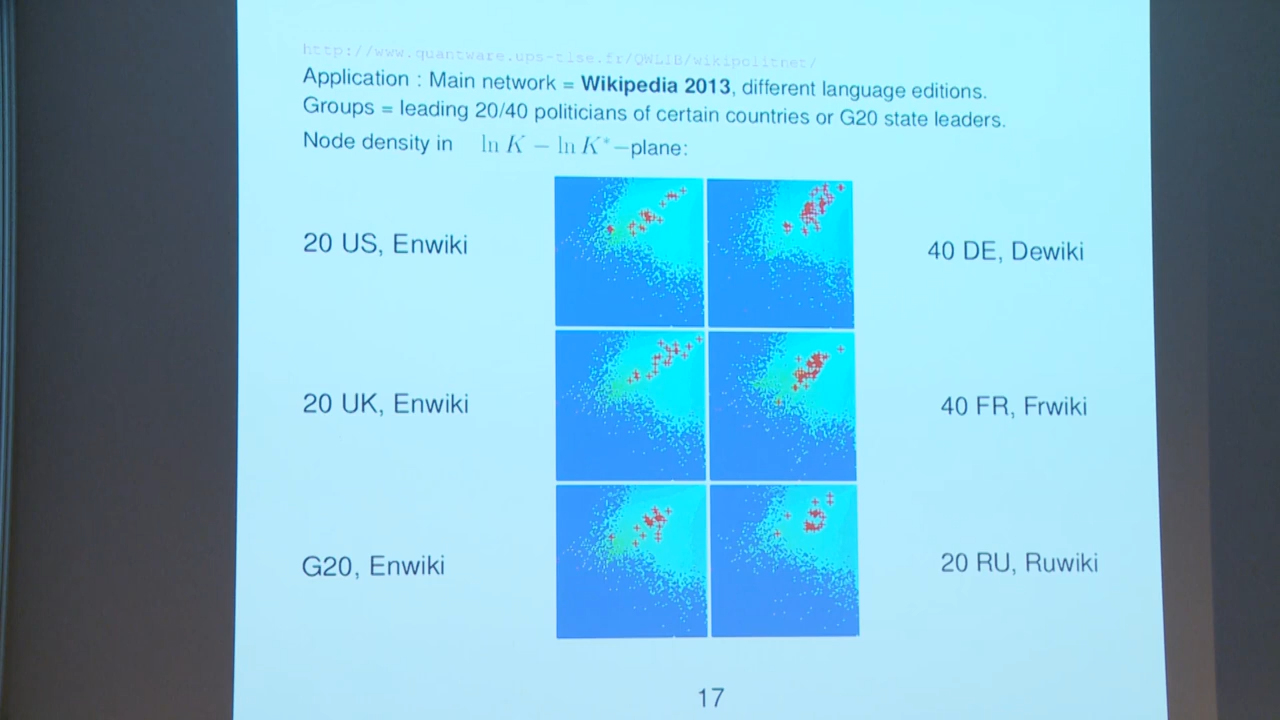 http://www.quantware.ups-tlse.fr/QWLIB/wikipolitnet/
Application : Main network = Wikipedia 2013, different language editions.
Groups = leading 20/40 politicians of certain countries or G20 state leaders.
Node density in ln K − ln K*−plane:
20 US, Enwiki
40 DE, Dewiki
20 UK, Enwiki
40 FR, Frwiki
G20, Enwiki
20 RU, Ruwiki
17